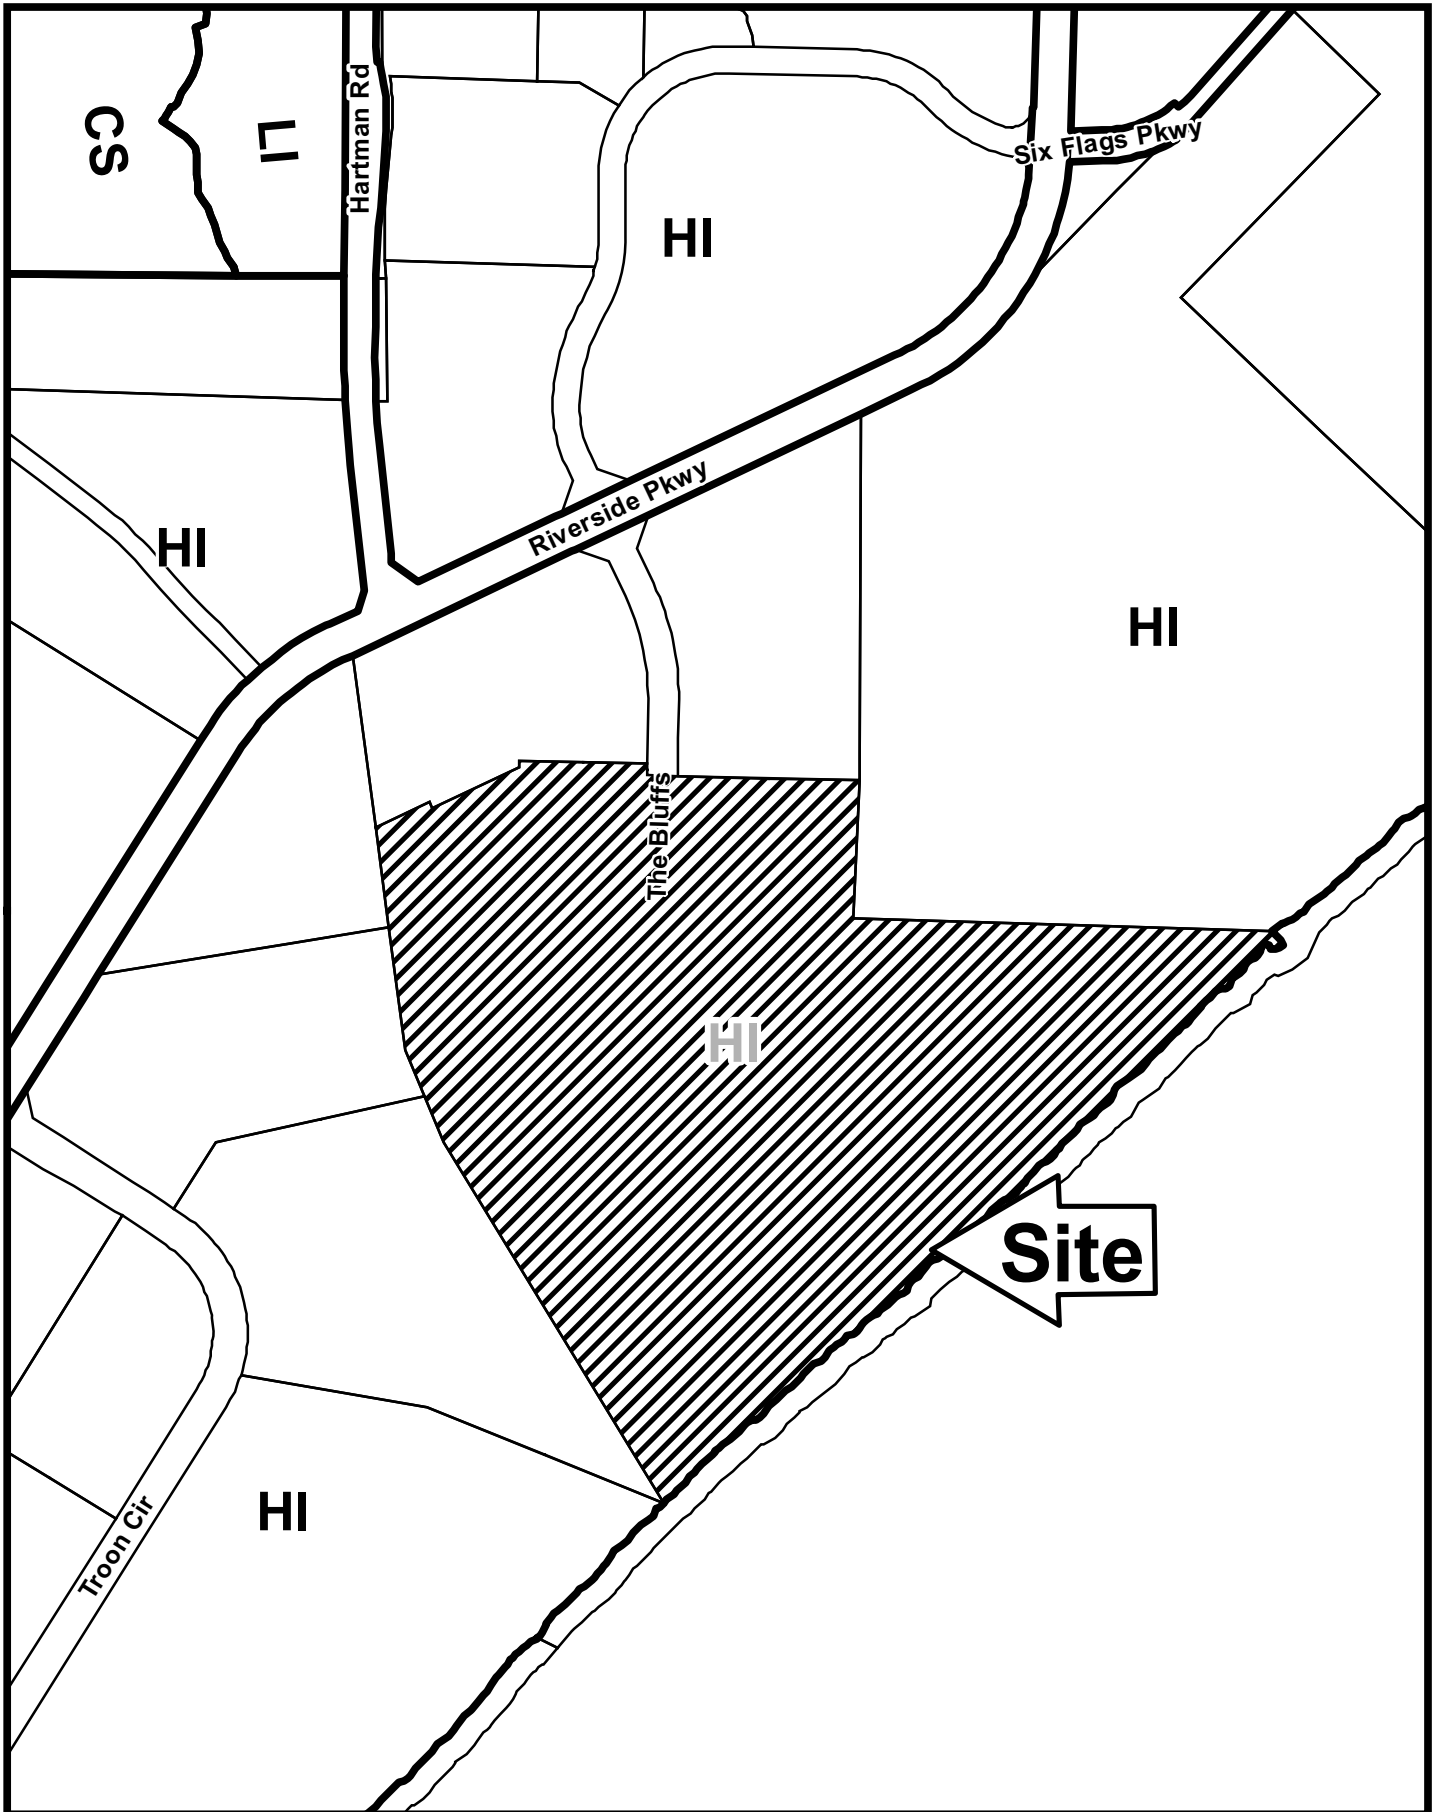 CS
LI
Hartman Rd
Six Flags Pkwy
HI
Riverside Pkwy
HI
HI
The Bluffs
HI
Site
HI
Troon Cir